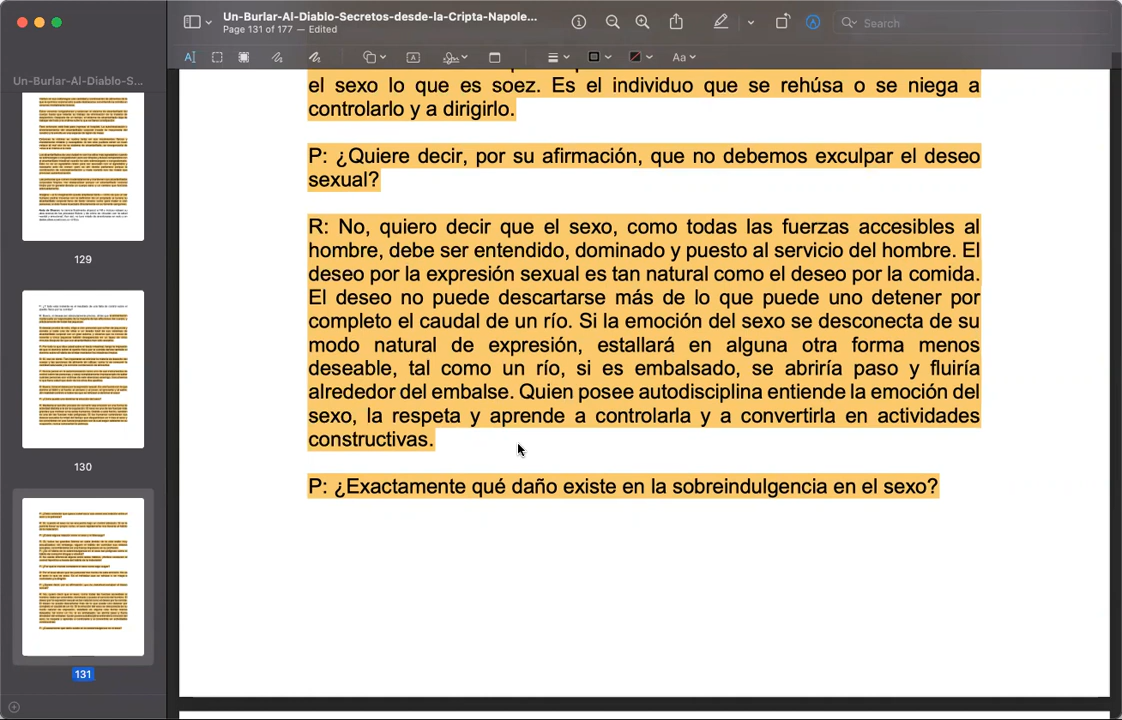 Un-Burlar-Al-Diablo-Secretos-desde-la-Cripta-Napole...
Page 131 of 177 — Edited
Search
Aa
Un-Burlar-Al-Diablo-S...
129
130
131
el sexo lo que es soez. Es el individuo que se rehúsa o se niega a
controlarlo y a dirigirlo.
P: ¿Quiere decir, por su afirmación, que no debemos exculpar el deseo
sexual?
R: No, quiero decir que el sexo, como todas las fuerzas accesibles al
hombre, debe ser entendido, dominado y puesto al servicio del hombre. El
deseo por la expresión sexual es tan natural como el deseo por la comida.
El deseo no puede descartarse más de lo que puede uno detener por
completo el caudal de un río. Si la emoción del sexo se desconecta de su
modo natural de expresión, estallará en alguna otra forma menos
deseable, tal como un río, si es embalsado, se abriría paso y fluiría
alrededor del embalse. Quien posee autodisciplina entiende la emoción del
sexo, la respeta y aprende a controlarla y a convertirla en actividades
constructivas.
P: ¿Exactamente qué daño existe en la sobreindulgencia en el sexo?